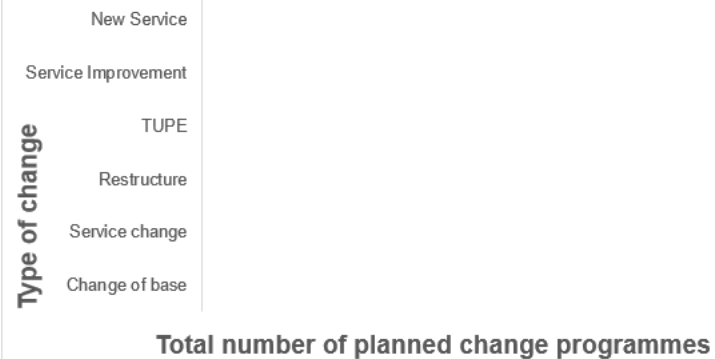 New Service
Service Improvement
TUPE
Restructure
Service change
Change of base
Type of change
Total number of planned change programmes